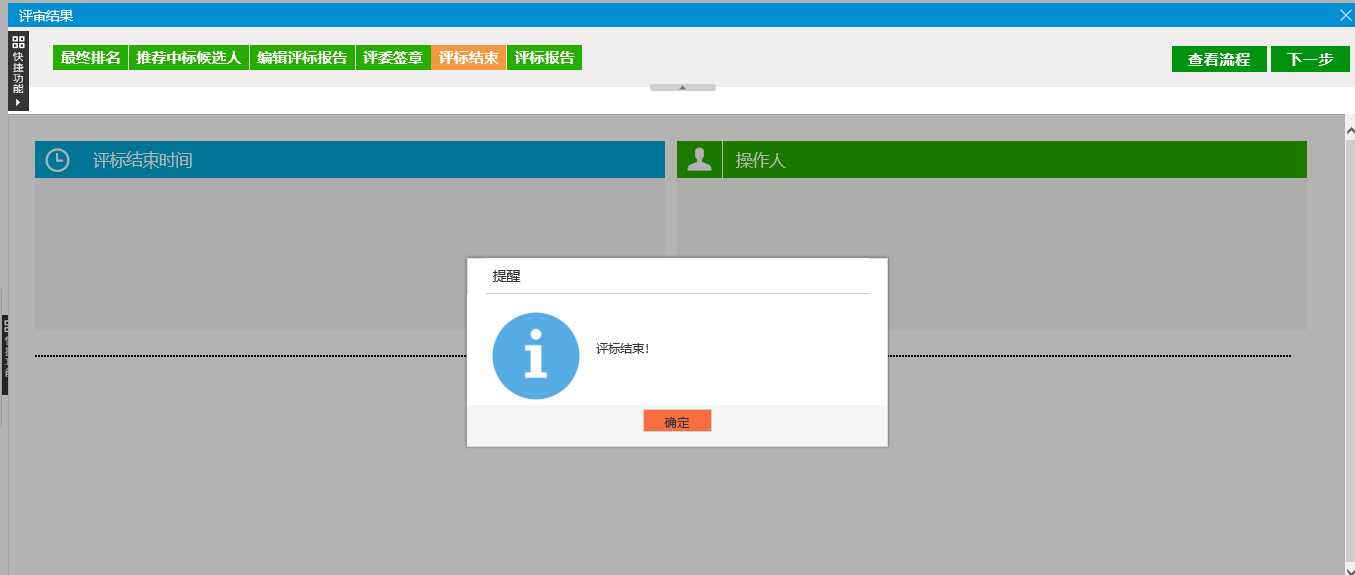 评审结果
快捷功能
最终排名
推荐中标候选人
编辑评标报告
评委签章
评标结束
评标报告
查看流程
下一步
评标结束时间
操作人
提醒
评标结束!
确定